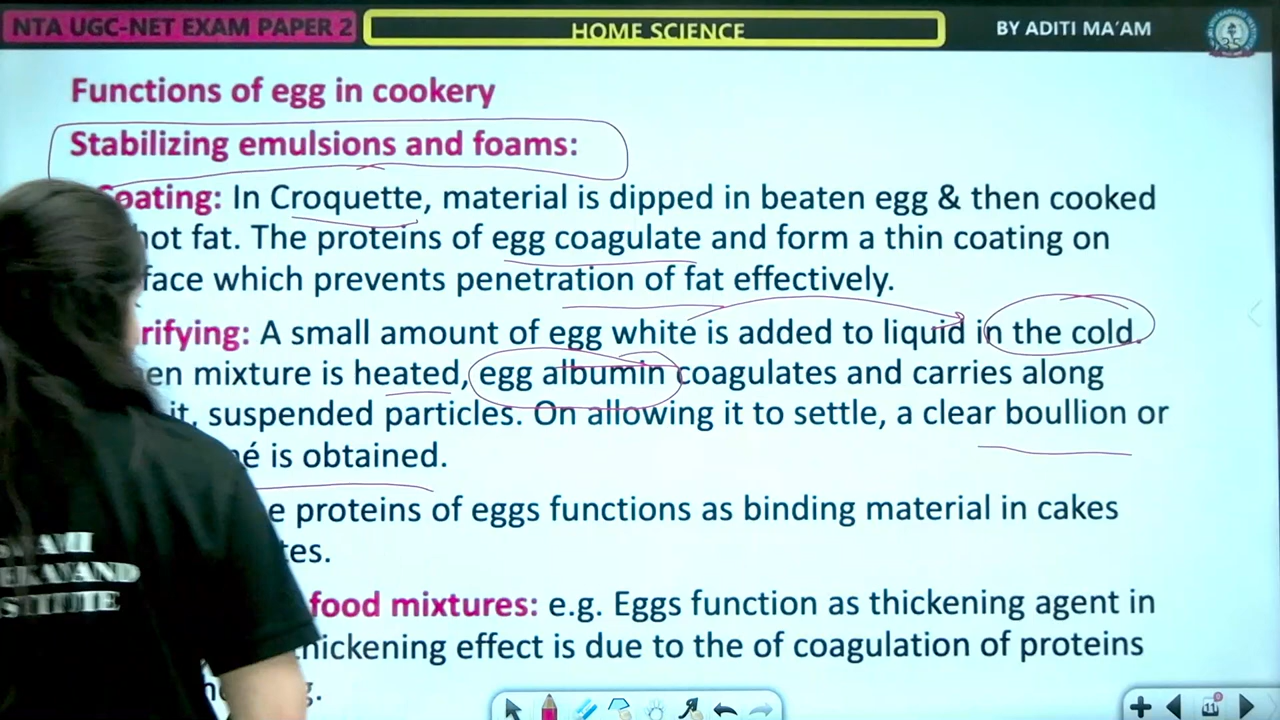 NTA UGC-NET EXAM PAPER 2
HOME SCIENCE
BY ADITI MA'AM
Functions of egg in cookery
Stabilizing emulsions and foams:
oating: In Croquette, material is dipped in beaten egg & then cooked
hot fat. The proteins of egg coagulate and form a thin coating on
face which prevents penetration of fat effectively.
rifying: A small amount of egg white is added to liquid in the cold.
en mixture is heated, egg albumin coagulates and carries along
it, suspended particles. On allowing it to settle, a clear boullion or
é is obtained.
e proteins of eggs functions as binding material in cakes
tes.
food mixtures: e.g. Eggs function as thickening agent in
hickening effect is due to the of coagulation of proteins
g.
11